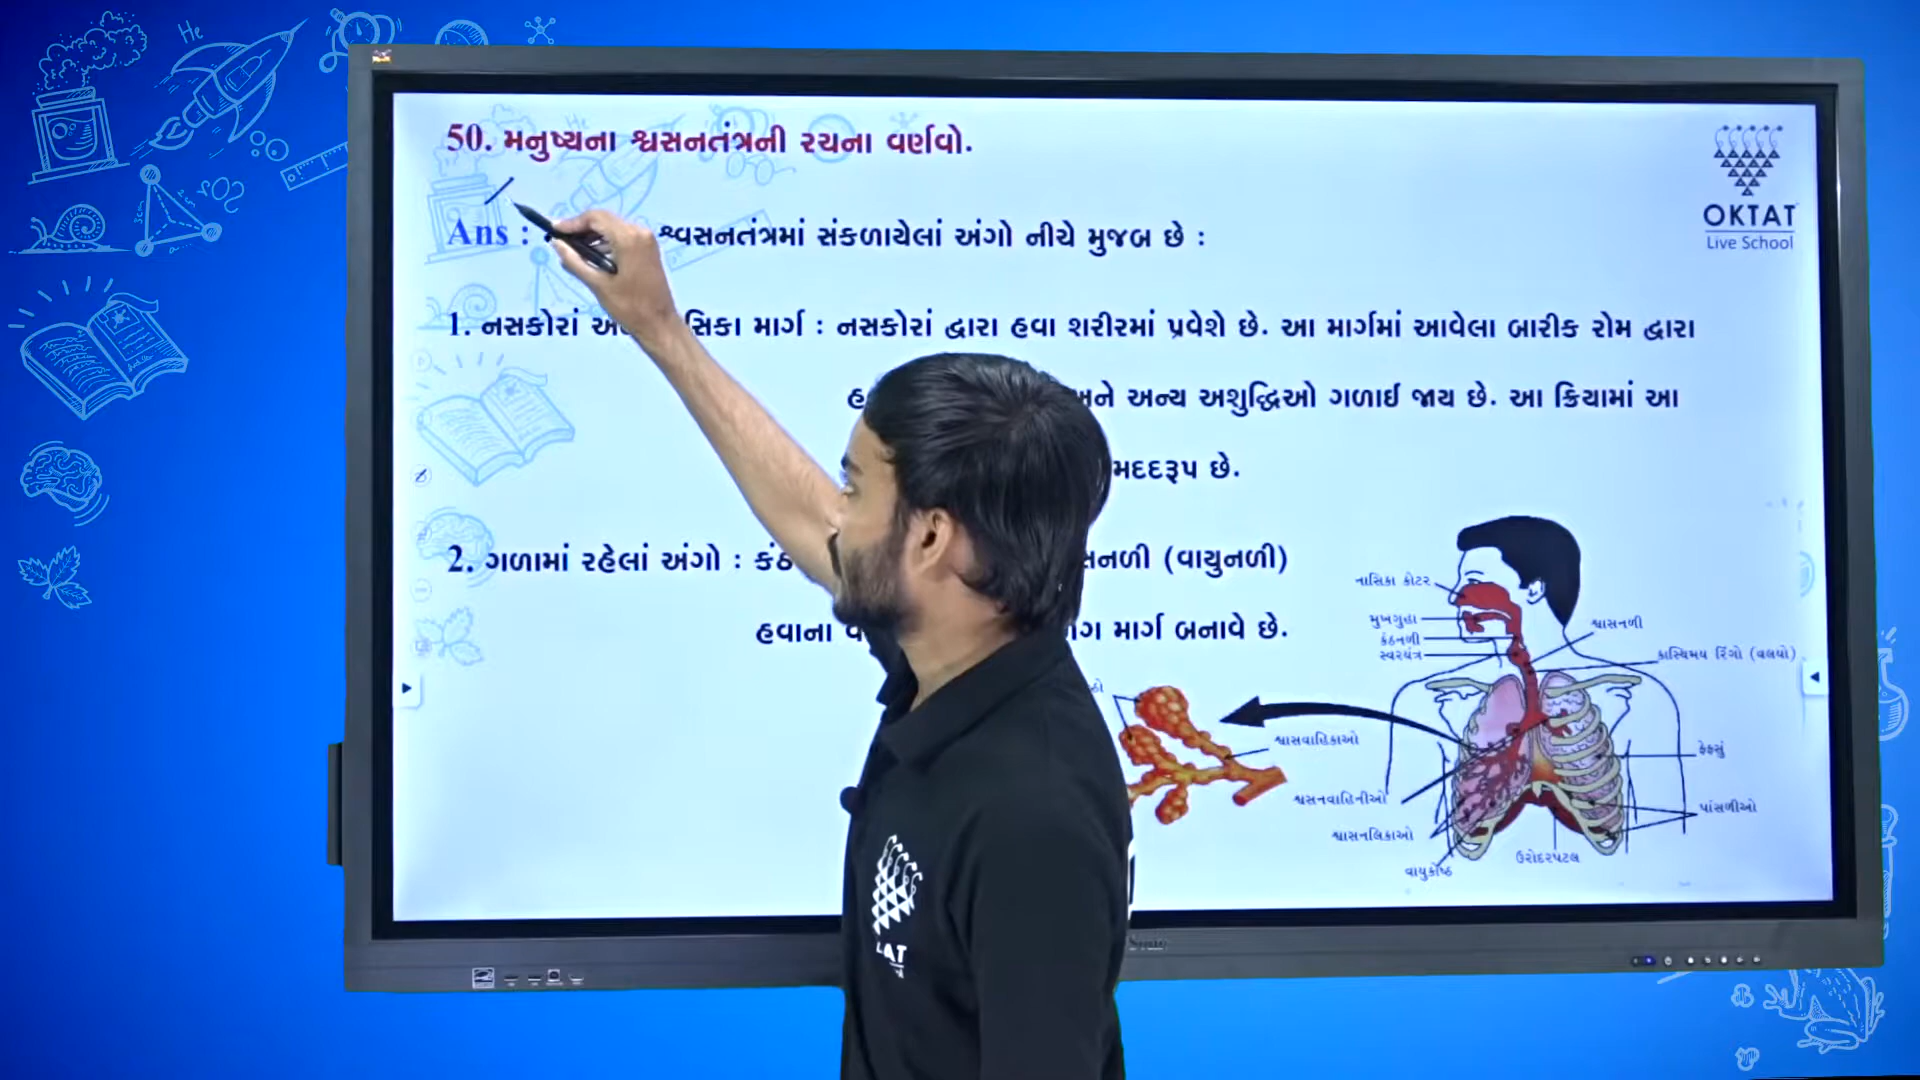 50. મનુષ્યના શ્વસનતંત્રની રચના વર્ણવો.
OKTAT
Live School
Ans : શ્વસનતંત્રમાં સંકળાયેલાં અંગો નીચે મુજબ છે :
1. નસકોરાં માર્ગ : નસકોરાં દ્વારા હવા શરીરમાં પ્રવેશે છે. આ માર્ગમાં આવેલા બારીક રોમ દ્વારા
અને અન્ય અશુદ્ધિઓ ગળાઈ જાય છે. આ ક્રિયામાં આ
મદદરૂપ છે.
2. ગળામાં રહેલાં અંગો : (વાયુનળી)
હવાના માર્ગ બનાવે છે.
નાસિકા કોટર
મુખગુહા
કંઠનળી
સ્વરયંત્ર
શ્વાસનળી
કાસ્થિમય રિંગો (વલયો)
શ્વાસવાહિકાઓ
ફેફસું
શ્વસનવાહિનીઓ
પાંસળીઓ
શ્વાસનલિકાઓ
ઉરોદરપટલ
વાયુકોષ્ઠ
He
He